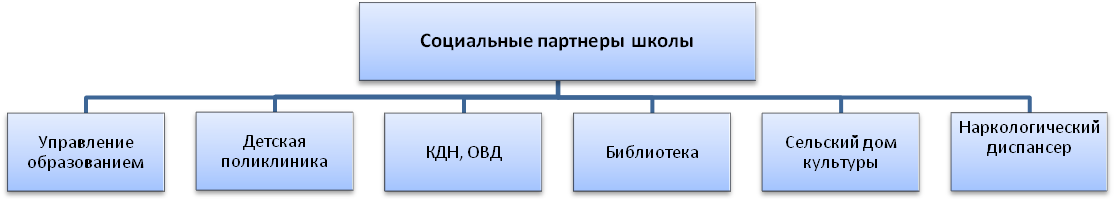 Социальные партнеры школы
Управление
образованием
Детская
поликлиника
КДН, ОВД
Библиотека
Сельский дом
культуры
Наркологический
диспансер